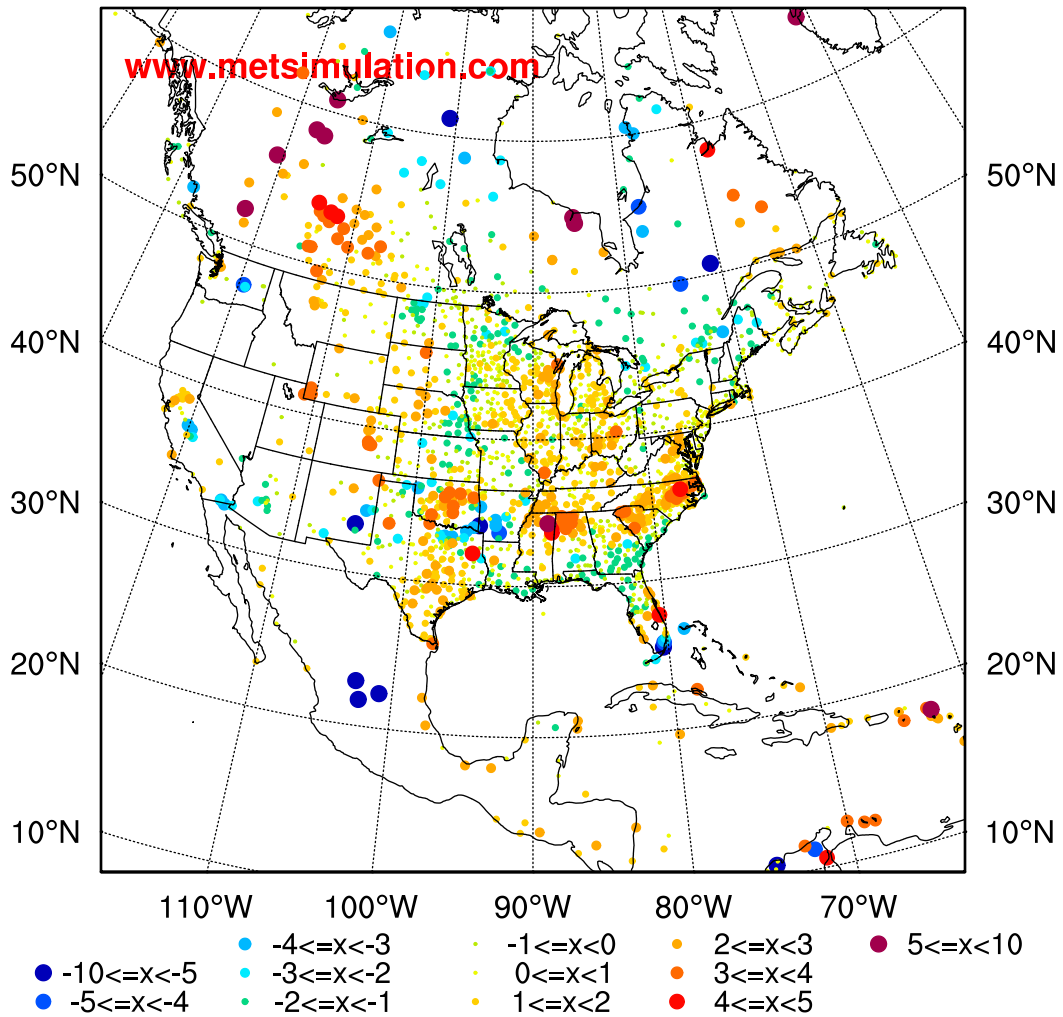 www.metsimulation.com
50°N 50°N
40°N 40°N
30°N 30°N
20°N 20°N
10°N 10°N
110°W 100°W 90°W 80°W 70°W
-4<=x<-3 -1<=x<0 2<=x<3 5<=x<10
-10<=x<-5 -3<=x<-2 0<=x<1 3<=x<4
-5<=x<-4 -2<=x<-1 1<=x<2 4<=x<5